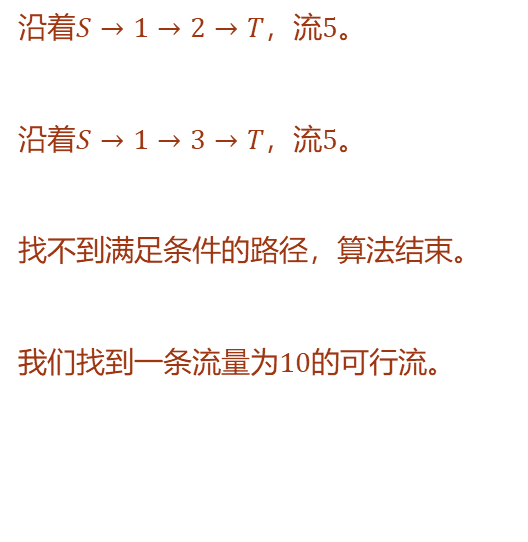 沿着S → 1 → 2 → T，流5。
沿着S → 1 → 3 → T，流5。
找不到满足条件的路径，算法结束。
我们找到一条流量为10的可行流。